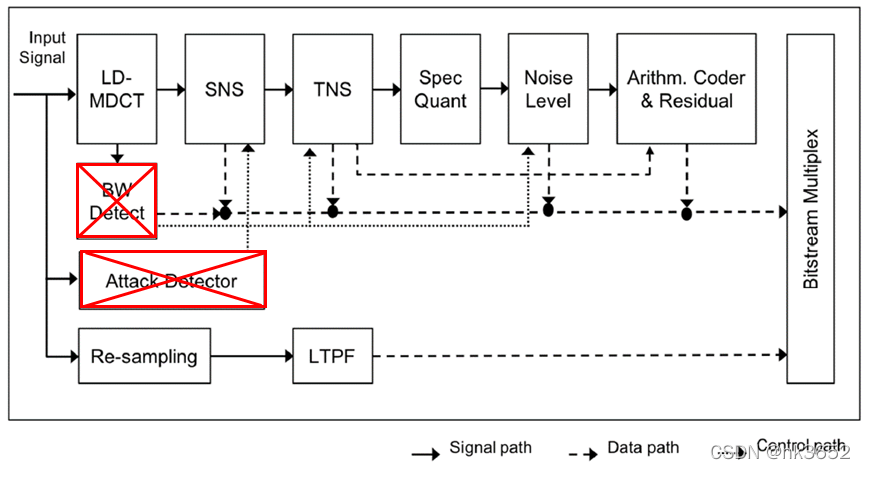 Input
Signal
LD-
MDCT
SNS
TNS
Spec
Quant
Noise
Level
Arithm. Coder
& Residual
BW
Detect
Attack Detector
Re-sampling
LTPF
Bitstream Multiplex
Signal path
Data path
Control path
CSDN @hk3652